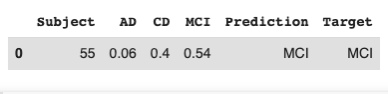 Subject AD CD MCI Prediction Target
0 55 0.06 0.4 0.54 MCI MCI